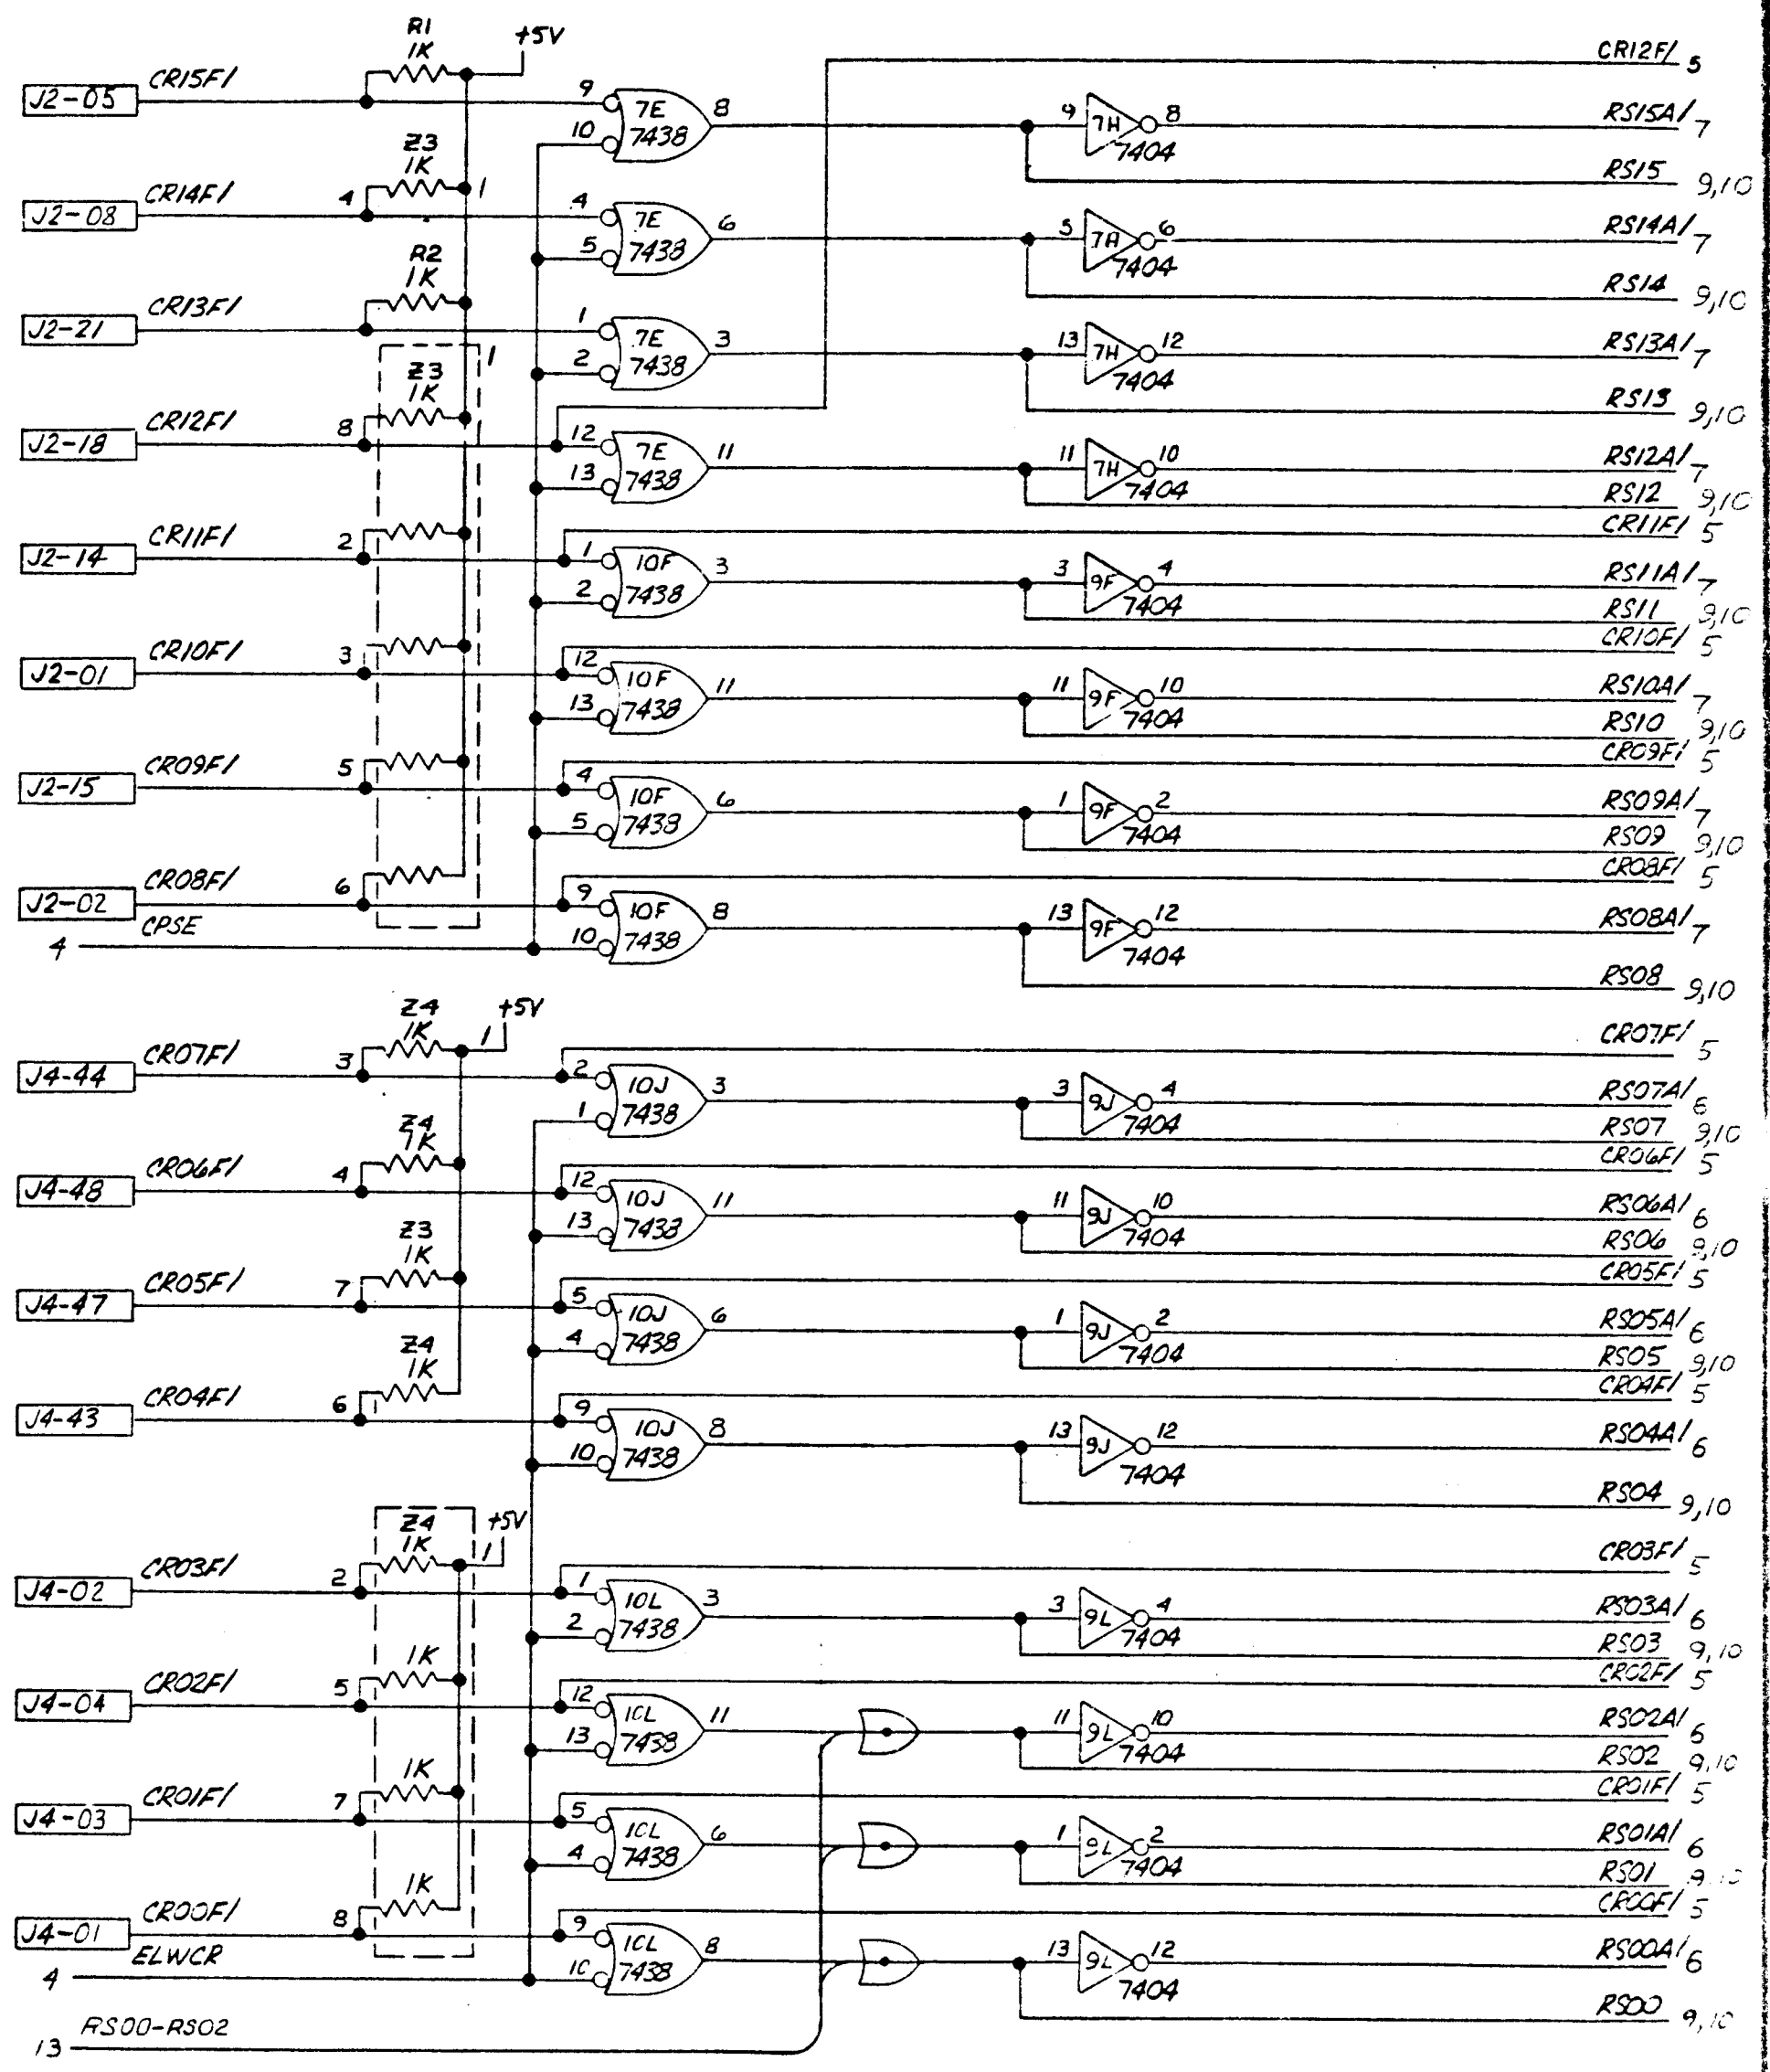 R1
1K
+5V
CR12F/ 5
J2-05 CR15F/
9 7E 8
10 7438
9 7H 8
7404
RS15A/ 7
RS15 9,10
Z3
1K
1
J2-08 CR14F/ 4
4 7E 6
5 7438
5 7A 6
7404
RS14A/ 7
RS14 9,10
R2
1K
J2-21 CR13F/
1 7E 3
2 7438
13 7H 12
7404
RS13A/ 7
RS13 9,10
Z3 1
1K
J2-18 CR12F/ 8
12 7E 11
13 7438
11 7H 10
7404
RS12A/ 7
RS12 9,10
CR11F/ 5
J2-14 CR11F/ 2
1 10F 3
2 7438
3 9F 4
7404
RS11A/ 7
RS11 9,10
CR10F/ 5
J2-01 CR10F/ 3
12 10F 11
13 7438
11 9F 10
7404
RS10A/ 7
RS10 9,10
CR09F/ 5
J2-15 CR09F/ 5
4 10F 6
5 7438
1 9F 2
7404
RS09A/ 7
RS09 9,10
CR08F/ 5
J2-02 CR08F/ 6
9 10F 8
10 7438
13 9F 12
7404
RS08A/ 7
4 CPSE
RS08 9,10
Z4
1K
1 +5V
CR07F/ 5
J4-44 CR07F/ 3
2 10J 3
1 7438
3 9J 4
7404
RS07A/ 6
RS07 9,10
Z4
1K
CR06F/ 5
J4-48 CR06F/ 4
12 10J 11
13 7438
11 9J 10
7404
RS06A/ 6
RS06 9,10
Z3
1K
CR05F/ 5
J4-47 CR05F/ 7
5 10J 6
4 7438
1 9J 2
7404
RS05A/ 6
RS05 9,10
Z4
1K
CR04F/ 5
J4-43 CR04F/ 6
9 10J 8
10 7438
13 9J 12
7404
RS04A/ 6
RS04 9,10
Z4
1K
1 +5V
CR03F/ 5
J4-02 CR03F/ 2
1 10L 3
2 7438
3 9L 4
7404
RS03A/ 6
RS03 9,10
1K
CR02F/ 5
J4-04 CR02F/ 5
12 10L 11
13 7438
11 9L 10
7404
RS02A/ 6
RS02 9,10
1K
CR01F/ 5
J4-03 CR01F/ 7
5 10L 6
4 7438
1 9L 2
7404
RS01A/ 6
RS01 9,10
1K
CR00F/ 5
J4-01 CR00F/ 8
9 10L 8
10 7438
13 9L 12
7404
RS00A/ 6
4 ELWCR
RS00 9,10
13 RS00-RS02